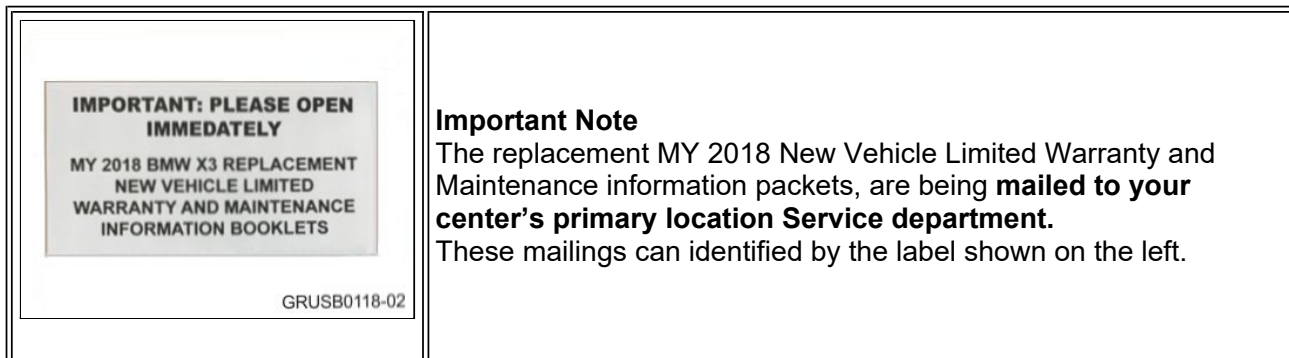 IMPORTANT: PLEASE OPEN
IMMEDATELY
MY 2018 BMW X3 REPLACEMENT
NEW VEHICLE LIMITED
WARRANTY AND MAINTENANCE
INFORMATION BOOKLETS
GRUSB0118-02
Important Note
The replacement MY 2018 New Vehicle Limited Warranty and
Maintenance information packets, are being mailed to your
center’s primary location Service department.
These mailings can identified by the label shown on the left.